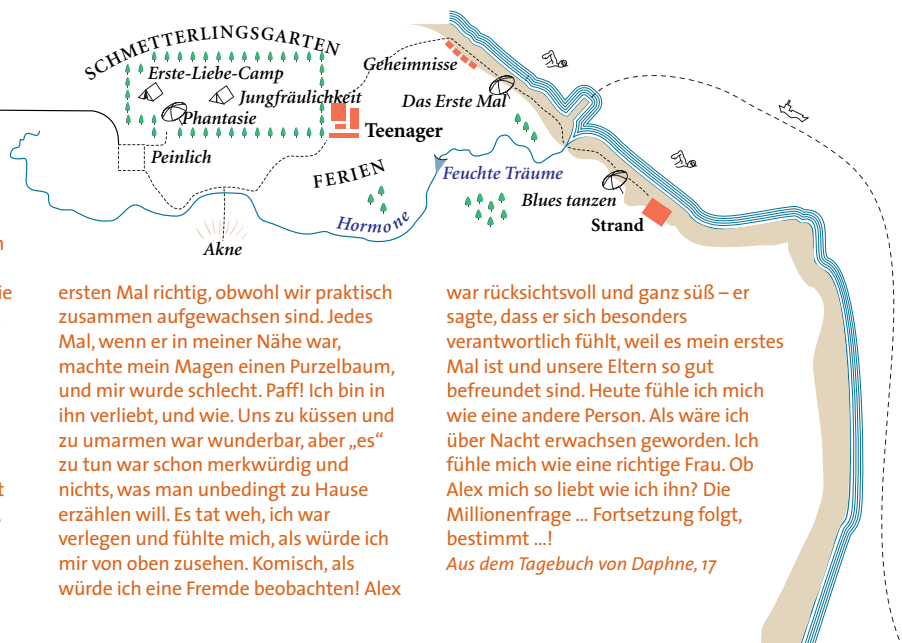 SCHMETTERLINGSGARTEN
Erste-Liebe-Camp
Jungfräulichkeit
Phantasie
Peinlich
Teenager
Geheimnisse
Das Erste Mal
FERIEN
Feuchte Träume
Hormone
Akne
Blues tanzen
Strand
ie
t
ersten Mal richtig, obwohl wir praktisch
zusammen aufgewachsen sind. Jedes
Mal, wenn er in meiner Nähe war,
machte mein Magen einen Purzelbaum,
und mir wurde schlecht. Paff! Ich bin in
ihn verliebt, und wie. Uns zu küssen und
zu umarmen war wunderbar, aber „es“
zu tun war schon merkwürdig und
nichts, was man unbedingt zu Hause
erzählen will. Es tat weh, ich war
verlegen und fühlte mich, als würde ich
mir von oben zusehen. Komisch, als
würde ich eine Fremde beobachten! Alex
war rücksichtsvoll und ganz süß – er
sagte, dass er sich besonders
verantwortlich fühlt, weil es mein erstes
Mal ist und unsere Eltern so gut
befreundet sind. Heute fühle ich mich
wie eine andere Person. Als wäre ich
über Nacht erwachsen geworden. Ich
fühle mich wie eine richtige Frau. Ob
Alex mich so liebt wie ich ihn? Die
Millionenfrage ... Fortsetzung folgt,
bestimmt ...!
Aus dem Tagebuch von Daphne, 17